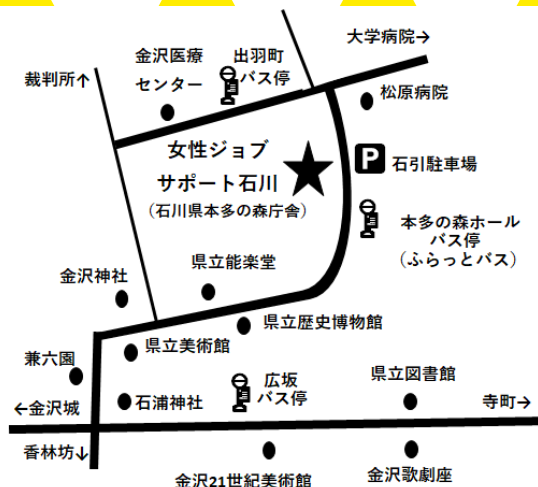 大学病院→
金沢医療
センター
出羽町
バス停
裁判所↑
松原病院
女性ジョブ
サポート石川
(石川県本多の森庁舎)
P
石引駐車場
本多の森ホール
バス停
(ふらっとバス)
県立能楽堂
金沢神社
県立歴史博物館
県立美術館
兼六園
広坂
バス停
県立図書館
石浦神社
←金沢城
寺町→
香林坊↓
金沢21世紀美術館
金沢歌劇座